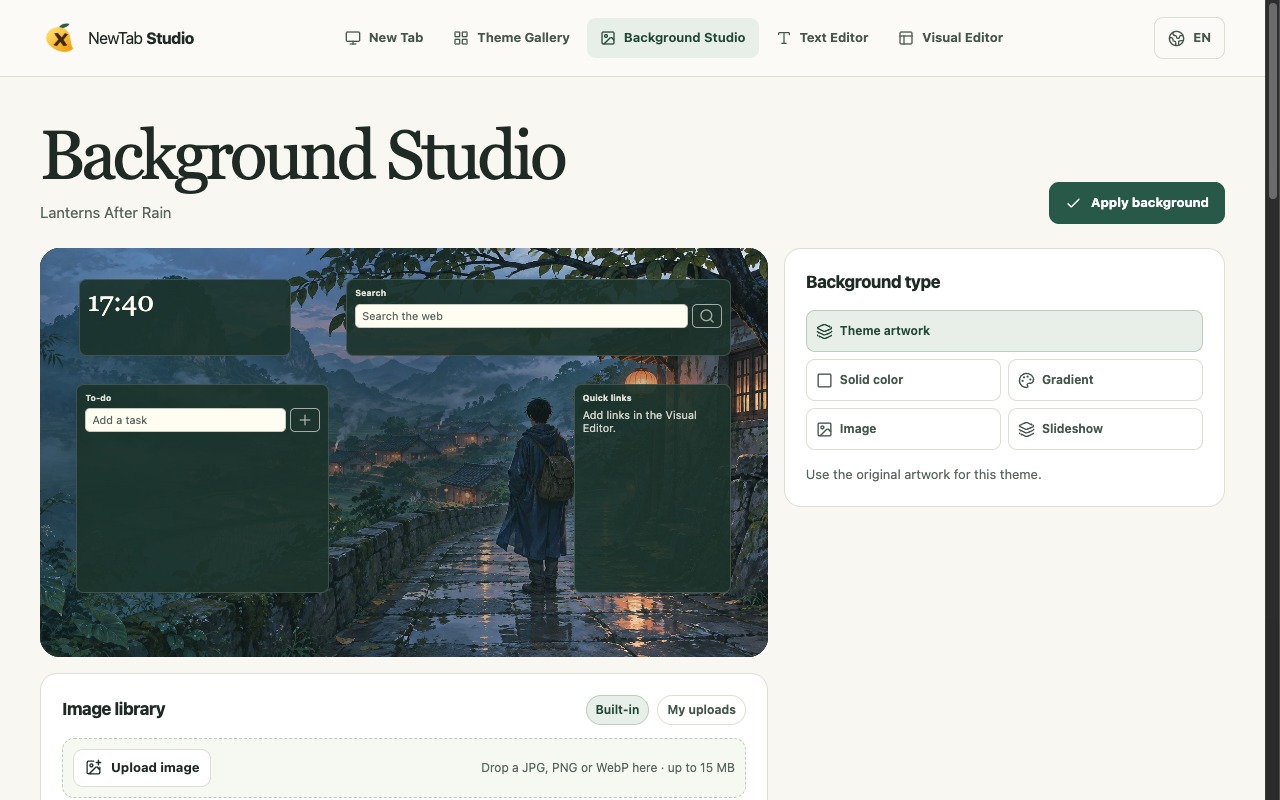 NewTab Studio
New Tab
Theme Gallery
Background Studio
Text Editor
Visual Editor
EN
Background Studio
Lanterns After Rain
Apply background
17:40
Search
Search the web
To-do
Add a task
Quick links
Add links in the Visual
Editor.
Background type
Theme artwork
Solid color
Gradient
Image
Slideshow
Use the original artwork for this theme.
Image library
Built-in
My uploads
Upload image
Drop a JPG, PNG or WebP here · up to 15 MB